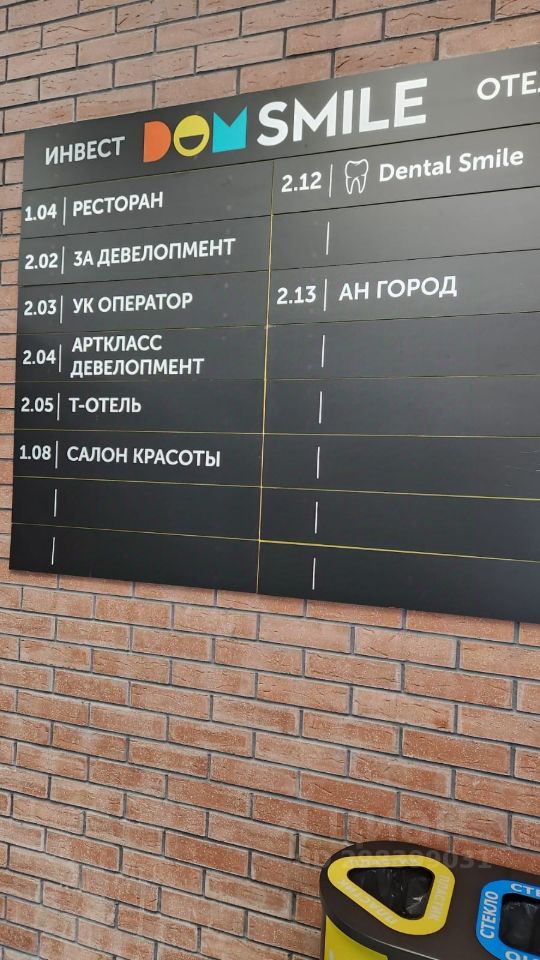 ИНВЕСТ DOM SMILE ОТЕ
1.04 РЕСТОРАН
2.02 ЗА ДЕВЕЛОПМЕНТ
2.03 УК ОПЕРАТОР
2.04 АРТКЛАСС
ДЕВЕЛОПМЕНТ
2.05 Т-ОТЕЛЬ
1.08 САЛОН КРАСОТЫ
2.12 Dental Smile
2.13 АН ГОРОД
ПЛАСТИК
СТЕКЛО